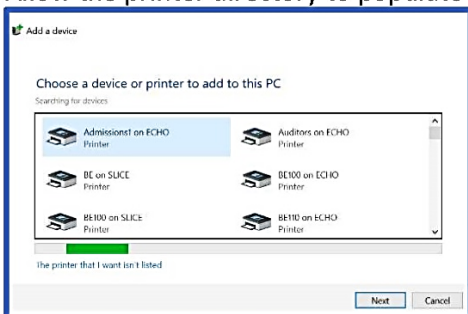 Allow the printer directory to populate
Add a device
Choose a device or printer to add to this PC
Searching for devices
Admissions1 on ECHO
Printer
Auditors on ECHO
Printer
BE on SLICE
Printer
BE100 on ECHO
Printer
BE100 on SLICE
Printer
BE110 on ECHO
Printer
The printer that I want isn't listed
Next
Cancel